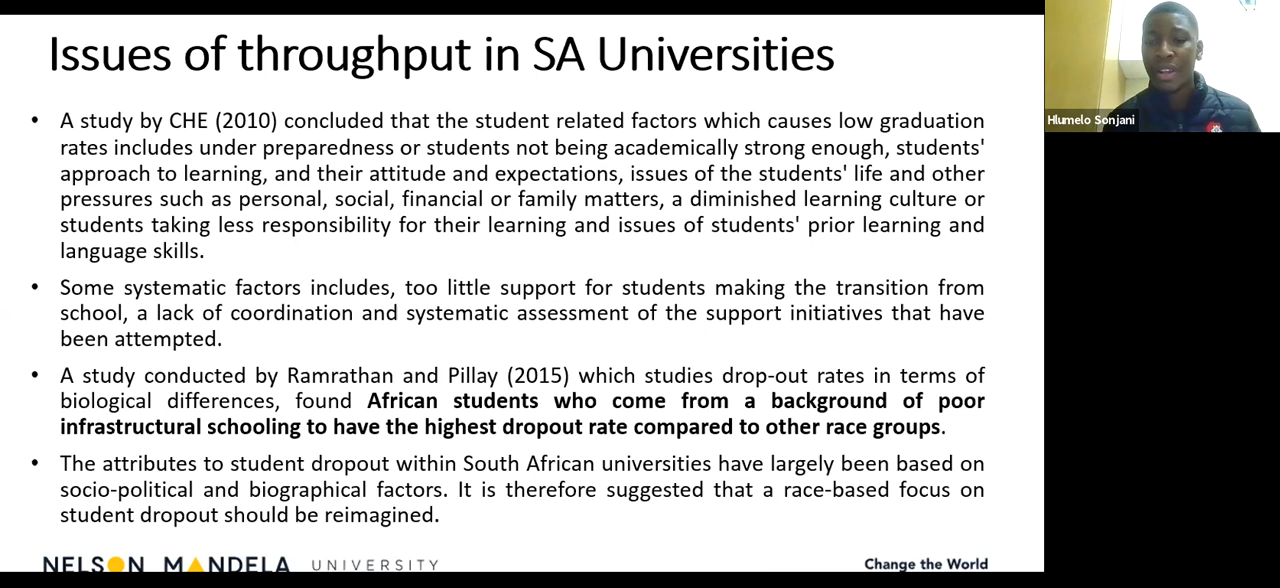 Issues of throughput in SA Universities
• A study by CHE (2010) concluded that the student related factors which causes low graduation
rates includes under preparedness or students not being academically strong enough, students'
approach to learning, and their attitude and expectations, issues of the students' life and other
pressures such as personal, social, financial or family matters, a diminished learning culture or
students taking less responsibility for their learning and issues of students' prior learning and
language skills.
• Some systematic factors includes, too little support for students making the transition from
school, a lack of coordination and systematic assessment of the support initiatives that have
been attempted.
• A study conducted by Ramrathan and Pillay (2015) which studies drop-out rates in terms of
biological differences, found African students who come from a background of poor
infrastructural schooling to have the highest dropout rate compared to other race groups.
• The attributes to student dropout within South African universities have largely been based on
socio-political and biographical factors. It is therefore suggested that a race-based focus on
student dropout should be reimagined.
NELSON MANDELA UNIVERSITY
Change the World
Hlumelo Sonjani